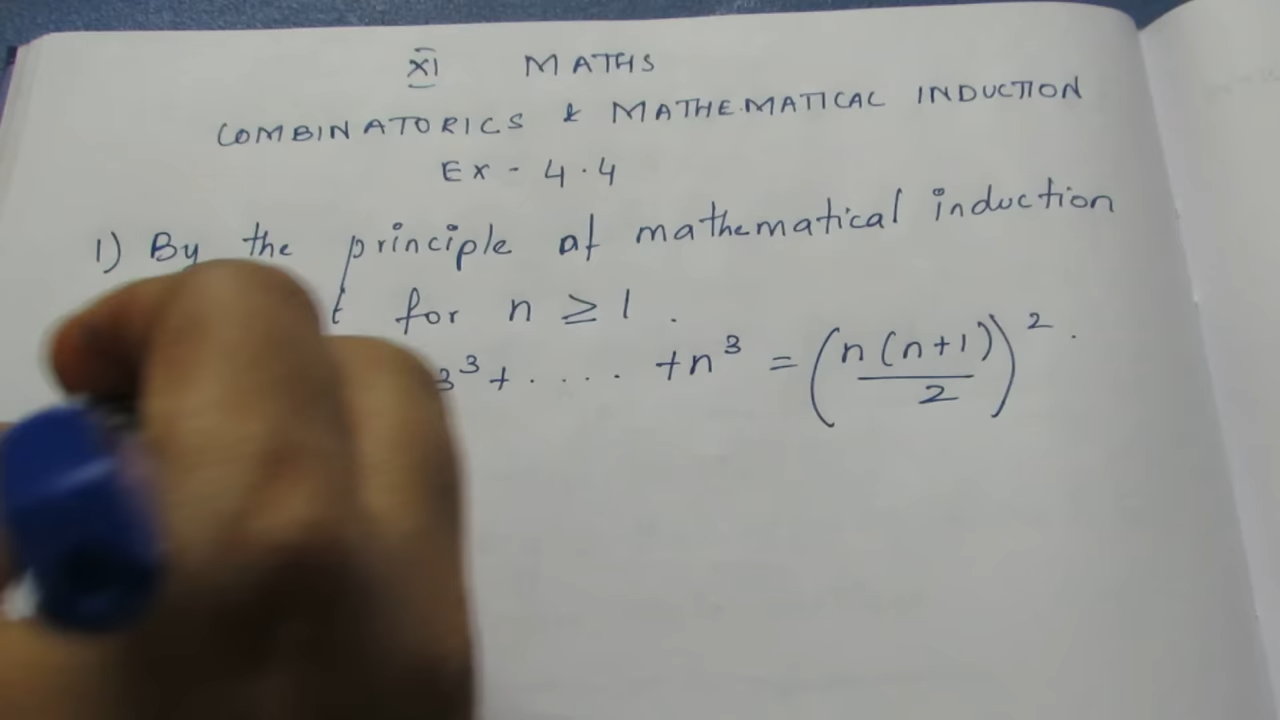 XI MATHS
COMBINATORICS & MATHEMATICAL INDUCTION
Ex - 4.4
1) By the principle of mathematical induction
t for n ≥ 1.
3³ + ..... + n³ = (n(n+1)/2)².